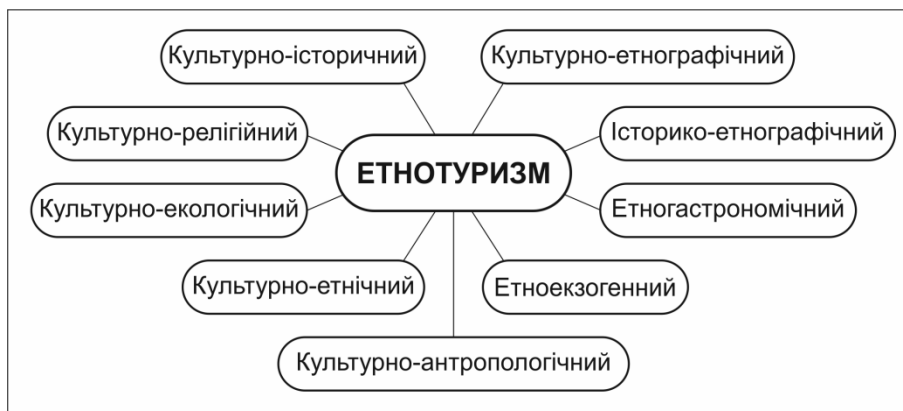 Культурно-історичний
Культурно-етнографічний
Культурно-релігійний
Історико-етнографічний
ЕТНОТУРИЗМ
Культурно-екологічний
Етногастрономічний
Культурно-етнічний
Етноекзогенний
Культурно-антропологічний